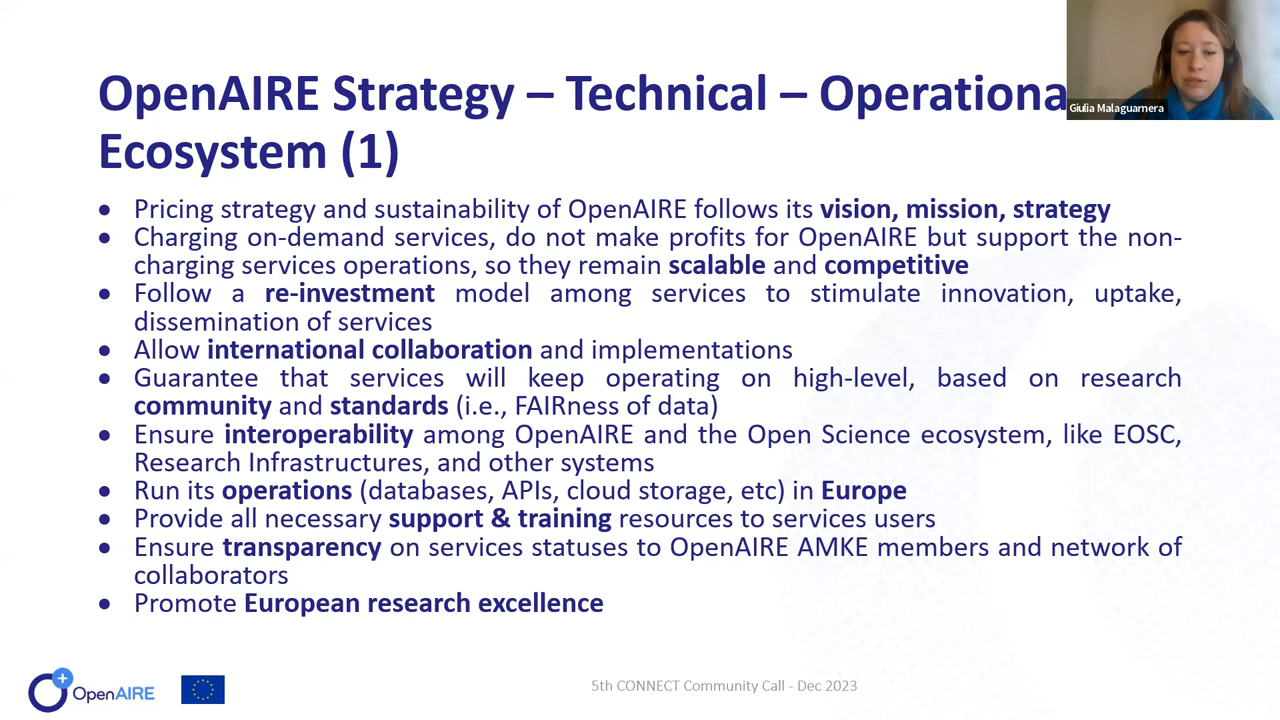 OpenAIRE Strategy – Technical – Operationa
Ecosystem (1)
Giulia Malaguarnera
• Pricing strategy and sustainability of OpenAIRE follows its vision, mission, strategy
• Charging on-demand services, do not make profits for OpenAIRE but support the non-
charging services operations, so they remain scalable and competitive
• Follow a re-investment model among services to stimulate innovation, uptake,
dissemination of services
• Allow international collaboration and implementations
• Guarantee that services will keep operating on high-level, based on research
community and standards (i.e., FAIRness of data)
• Ensure interoperability among OpenAIRE and the Open Science ecosystem, like EOSC,
Research Infrastructures, and other systems
• Run its operations (databases, APIs, cloud storage, etc) in Europe
• Provide all necessary support & training resources to services users
• Ensure transparency on services statuses to OpenAIRE AMKE members and network of
collaborators
• Promote European research excellence
OpenAIRE
5th CONNECT Community Call - Dec 2023